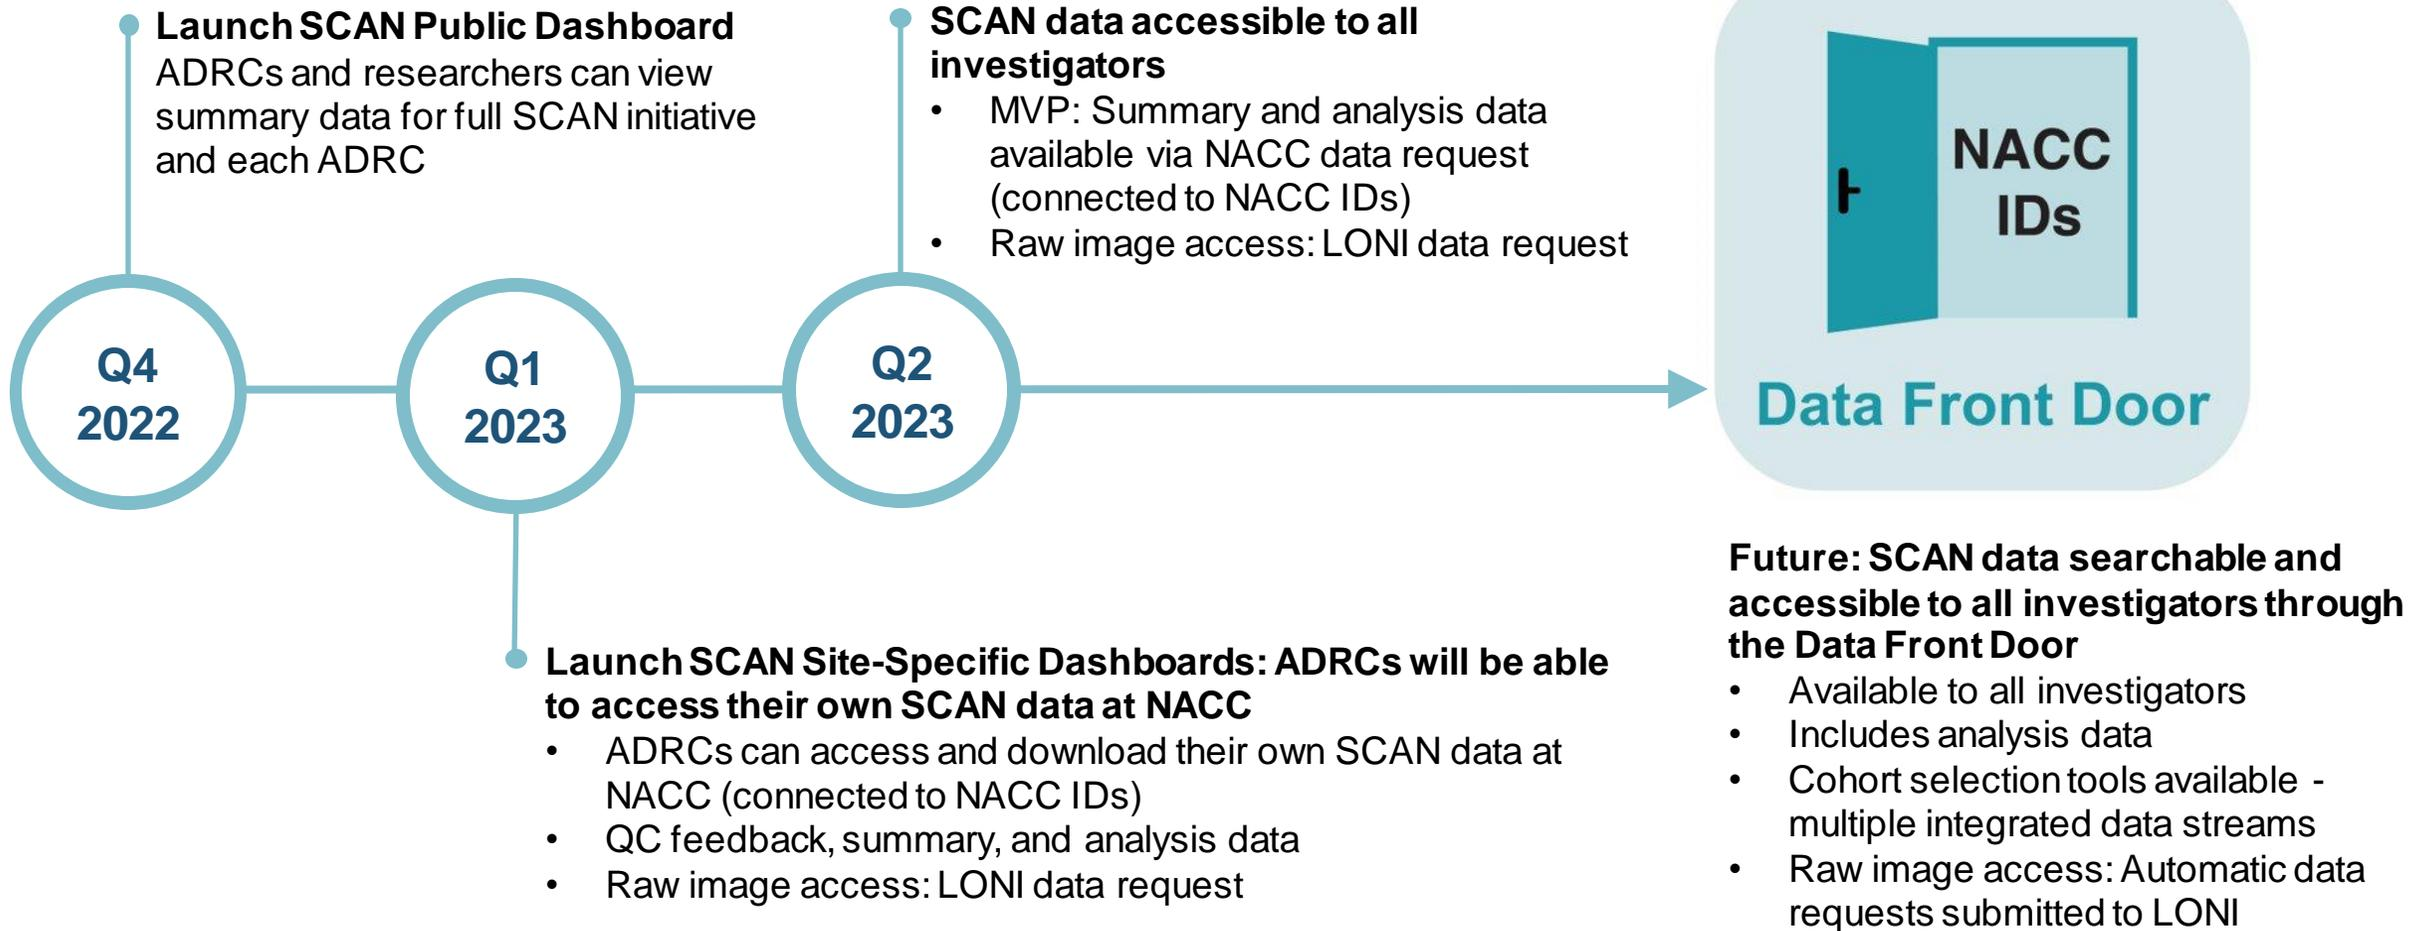 Launch SCAN Public Dashboard
ADRCs and researchers can view
summary data for full SCAN initiative
and each ADRC
SCAN data accessible to all
investigators
• MVP: Summary and analysis data
available via NACC data request
(connected to NACC IDs)
• Raw image access: LONI data request
NACC
IDs
Data Front Door
Q4
2022
Q1
2023
Q2
2023
Launch SCAN Site-Specific Dashboards: ADRCs will be able
to access their own SCAN data at NACC
• ADRCs can access and download their own SCAN data at
NACC (connected to NACC IDs)
• QC feedback, summary, and analysis data
• Raw image access: LONI data request
Future: SCAN data searchable and
accessible to all investigators through
the Data Front Door
• Available to all investigators
• Includes analysis data
• Cohort selection tools available -
multiple integrated data streams
• Raw image access: Automatic data
requests submitted to LONI